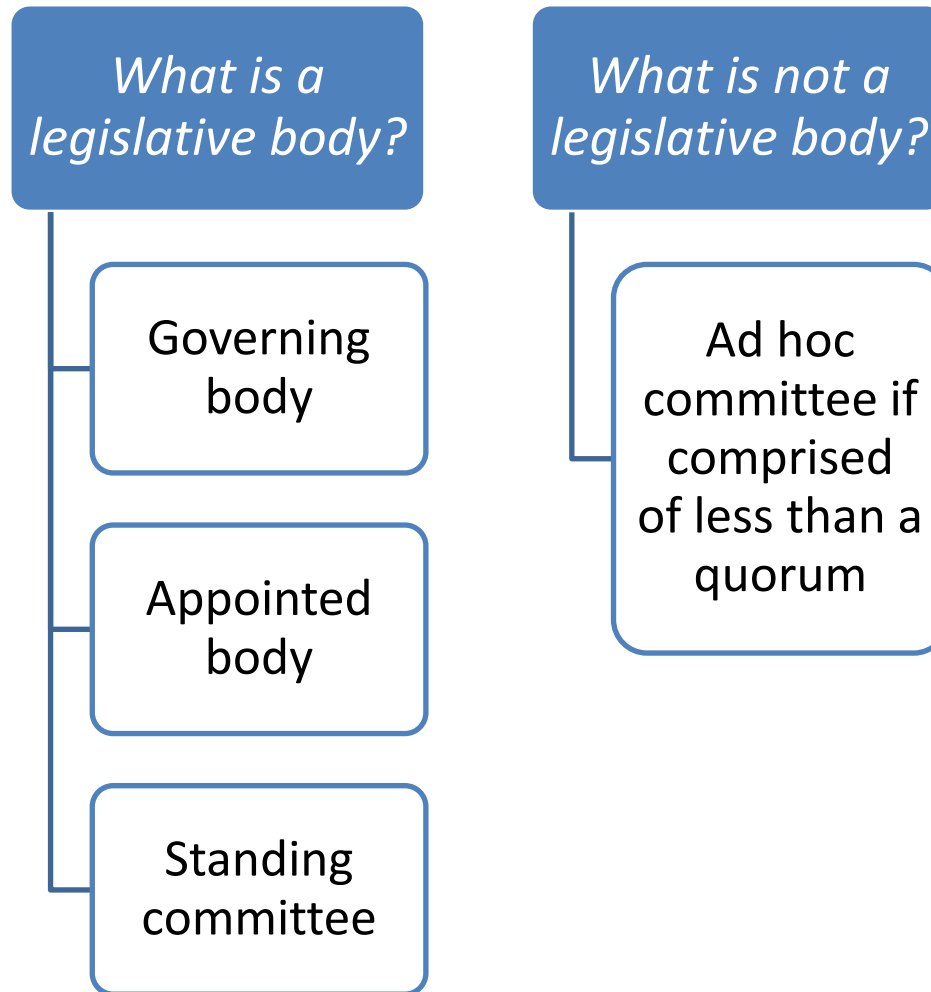 What is a
legislative body?
Governing
body
Appointed
body
Standing
committee
What is not a
legislative body?
Ad hoc
committee if
comprised
of less than a
quorum